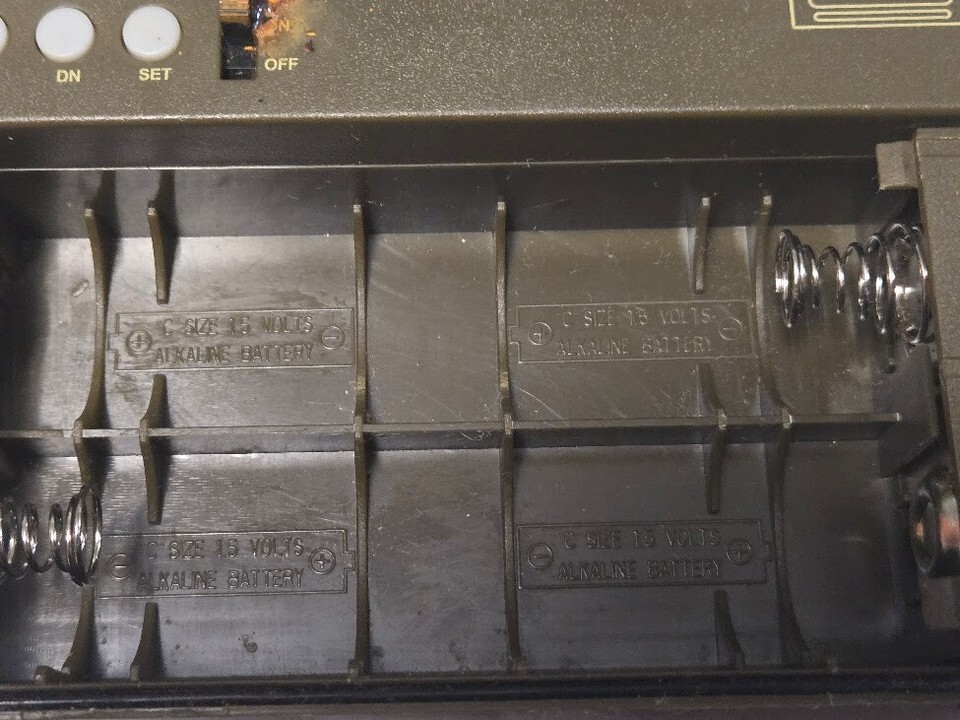 DN
SET
ON
OFF
+ C SIZE 1.5 VOLTS -
ALKALINE BATTERY
+ C SIZE 1.5 VOLTS -
ALKALINE BATTERY
- C SIZE 1.5 VOLTS +
ALKALINE BATTERY
- C SIZE 1.5 VOLTS +
ALKALINE BATTERY